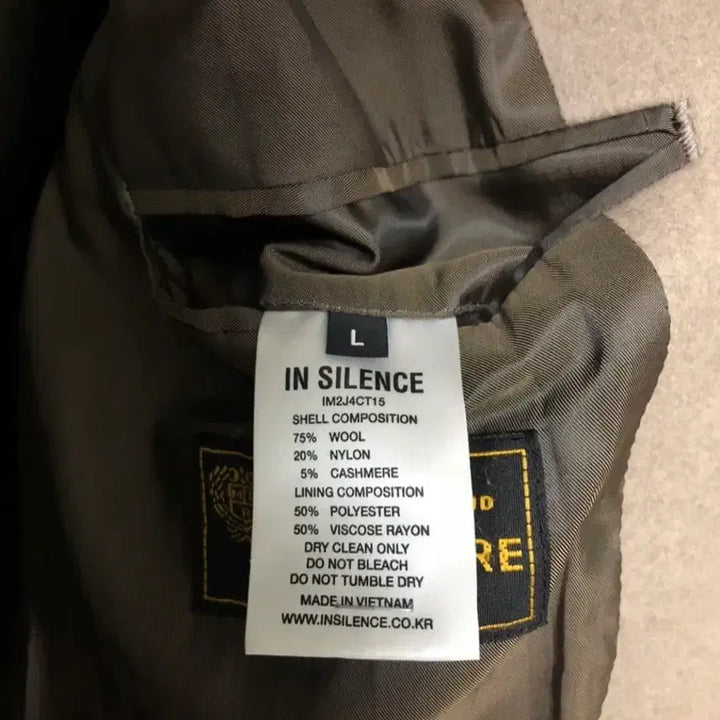 L
IN SILENCE
IM2J4CT15
SHELL COMPOSITION
75% WOOL
20% NYLON
5% CASHMERE
LINING COMPOSITION
50% POLYESTER
50% VISCOSE RAYON
DRY CLEAN ONLY
DO NOT BLEACH
DO NOT TUMBLE DRY
MADE IN VIETNAM
WWW.INSILENCE.CO.KR